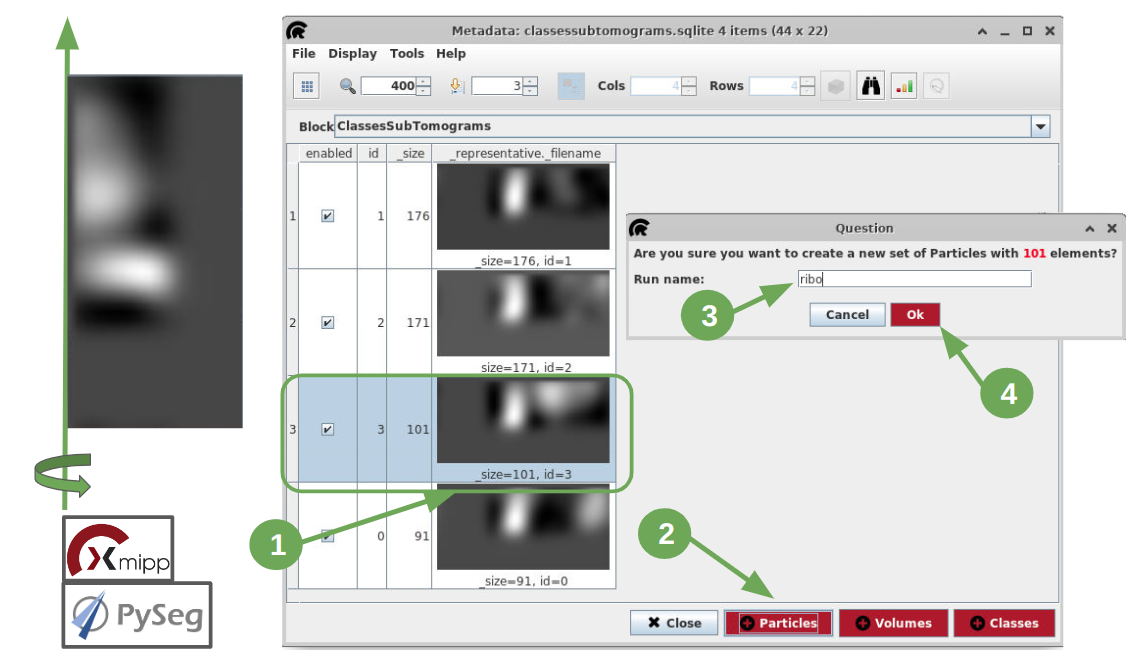 Metadata: classessubtomograms.sqlite 4 items (44 x 22)
File Display Tools Help
400 3 Cols 4 Rows 4
Block ClassesSubTomograms
enabled id _size _representative._filename
1 1 176
_size=176, id=1
2 2 171
_size=171, id=2
3 3 101
_size=101, id=3
0 91
_size=91, id=0
Question
Are you sure you want to create a new set of Particles with 101 elements?
Run name: ribo
Cancel Ok
3
4
1
2
Close Particles Volumes Classes
Xmipp
PySeg